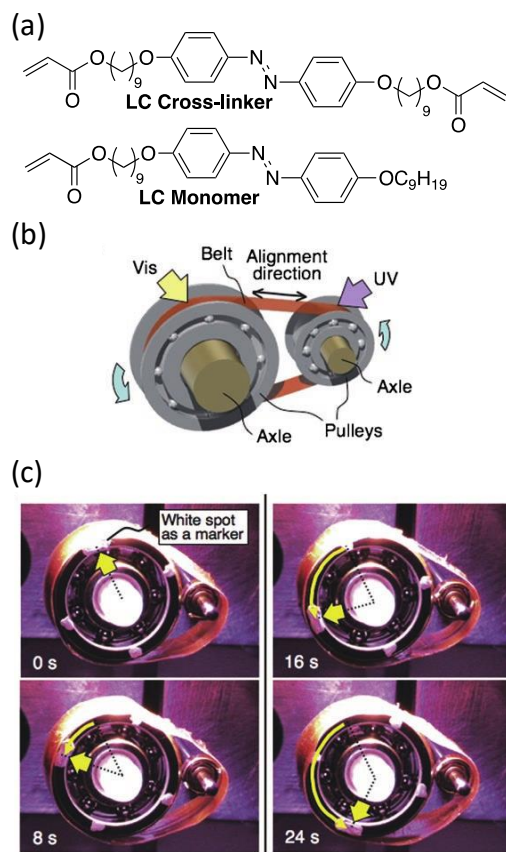 (a)
O
O
( )
9
O
N
N
O
( )
9
O
O
LC Cross-linker
O
O
( )
9
O
N
N
OC9H19
LC Monomer
(b)
Belt
Alignment
direction
Vis
UV
Axle
Axle
Pulleys
(c)
White spot
as a marker
0 s
16 s
8 s
24 s